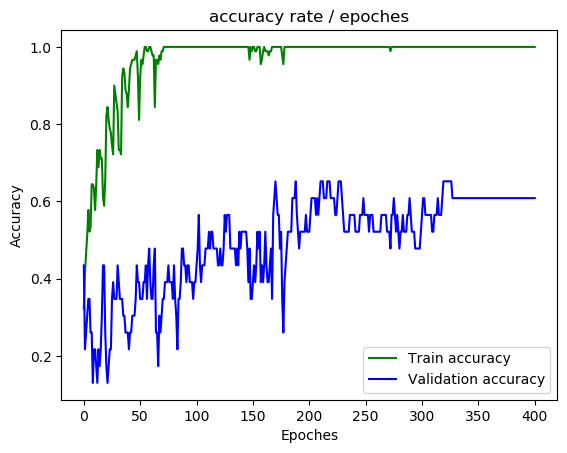 accuracy rate / epoches
1.0
0.8
0.6
0.4
0.2
Accuracy
Train accuracy
Validation accuracy
0 50 100 150 200 250 300 350 400
Epoches